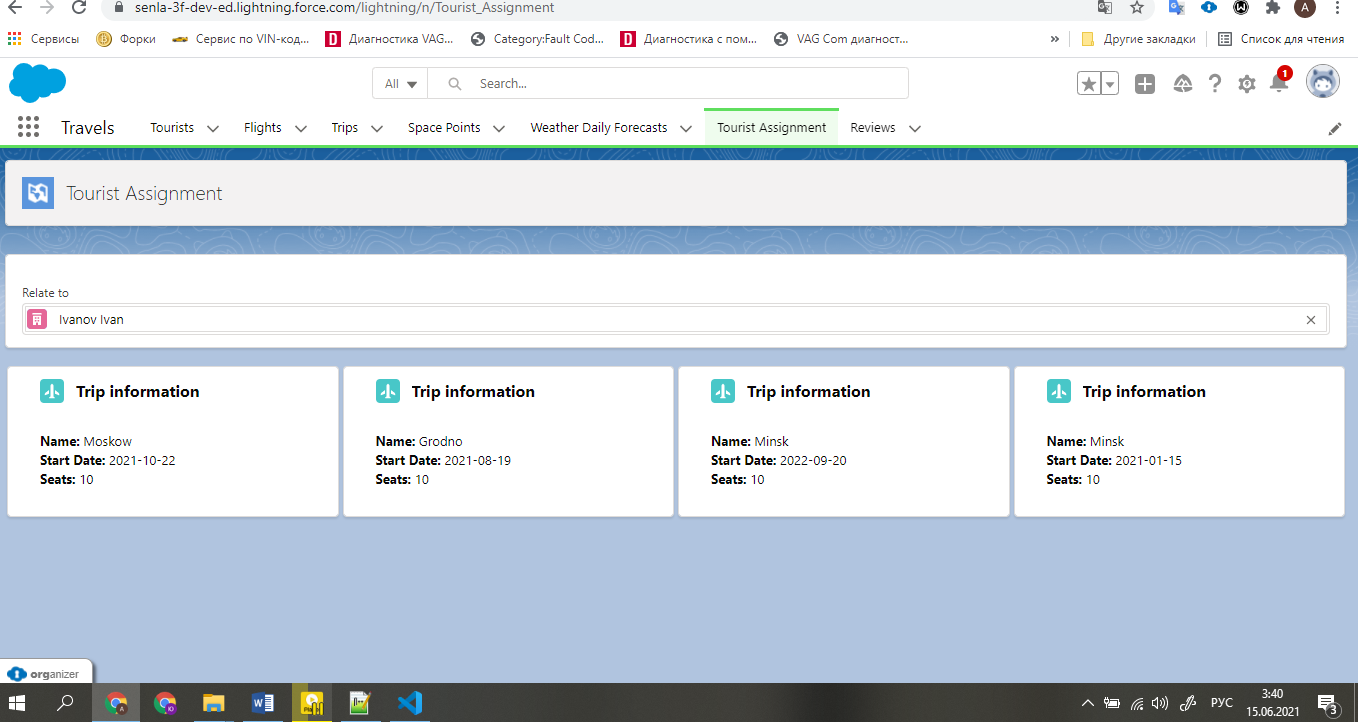 senla-3f-dev-ed.lightning.force.com/lightning/n/Tourist_Assignment
A
Сервисы
Форки
Сервис по VIN-код...
Диагностика VAG...
Category:Fault Cod...
Диагностика с пом...
VAG Com диагност...
»
Другие закладки
Список для чтения
All
Search...
1
Travels
Tourists
Flights
Trips
Space Points
Weather Daily Forecasts
Tourist Assignment
Reviews
Tourist Assignment
Relate to
Ivanov Ivan
Trip information
Name: Moskow
Start Date: 2021-10-22
Seats: 10
Trip information
Name: Grodno
Start Date: 2021-08-19
Seats: 10
Trip information
Name: Minsk
Start Date: 2022-09-20
Seats: 10
Trip information
Name: Minsk
Start Date: 2021-01-15
Seats: 10
organizer
РУС
3:40
15.06.2021
3